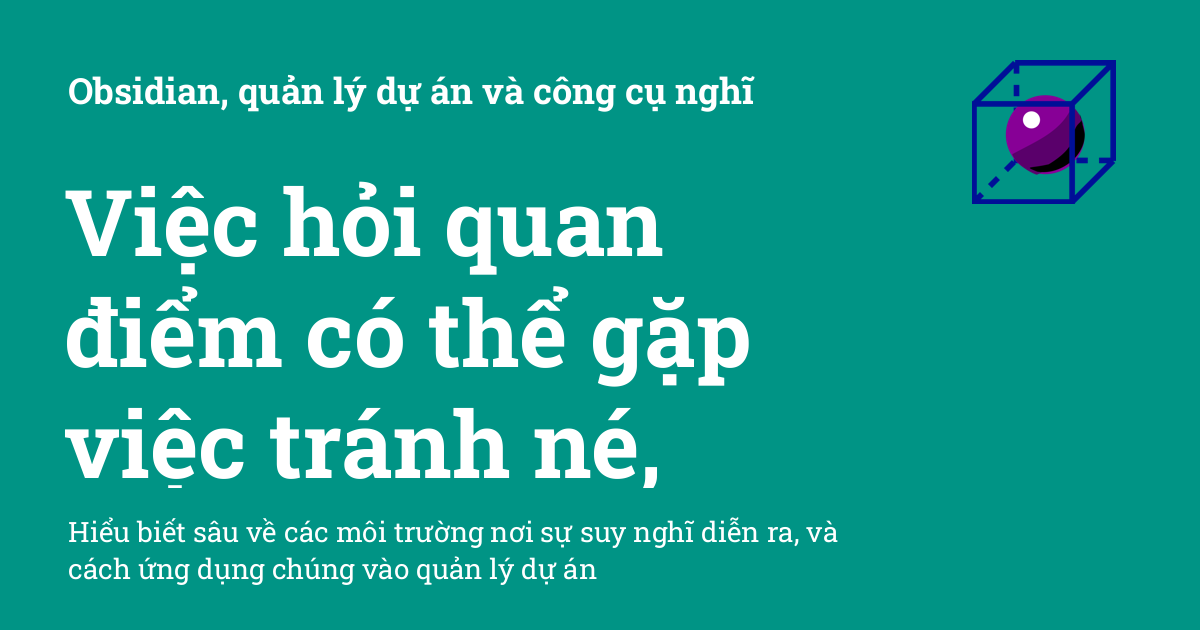 Obsidian, quản lý dự án và công cụ nghĩ
Việc hỏi quan
điểm có thể gặp
việc tránh né,
Hiểu biết sâu về các môi trường nơi sự suy nghĩ diễn ra, và
cách ứng dụng chúng vào quản lý dự án